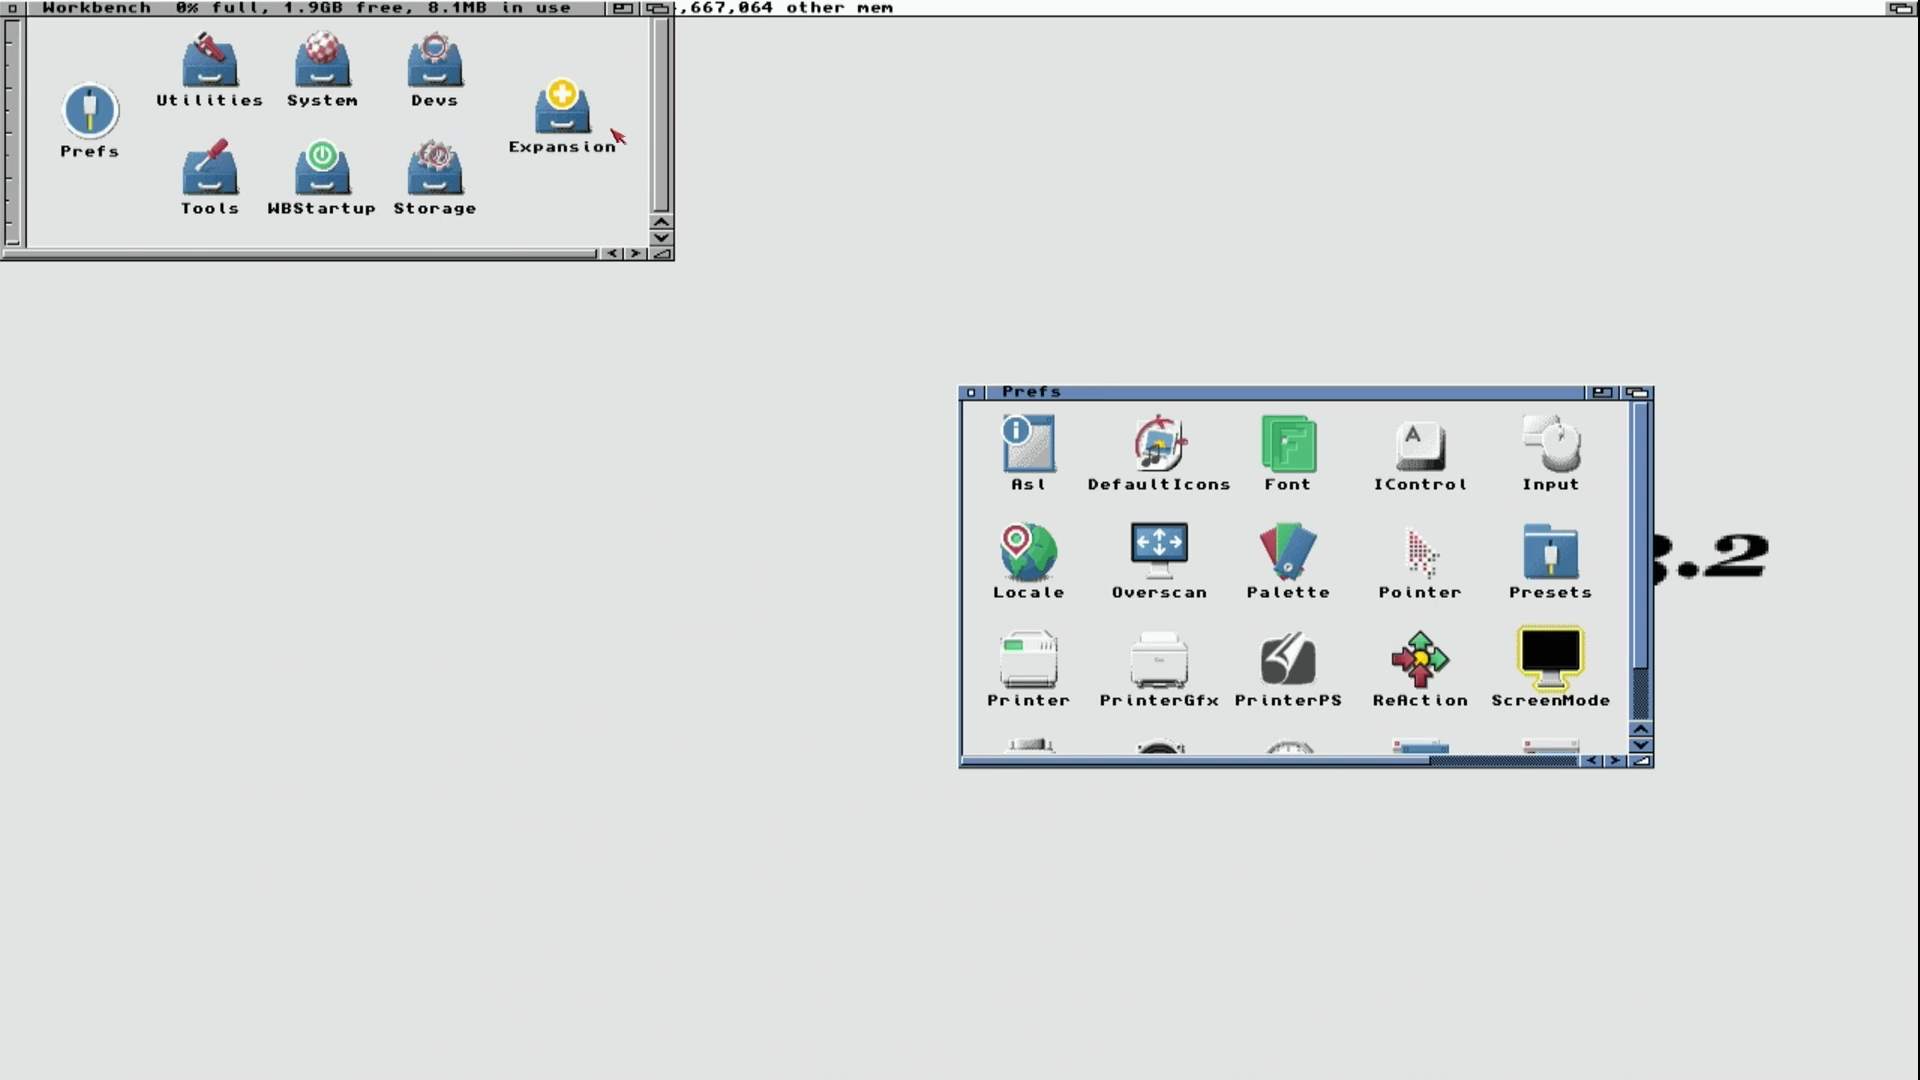 Workbench 0% full, 1.9GB free, 8.1MB in use
,667,064 other mem
Utilities System Devs
Prefs
Expansion
Tools WBStartup Storage
Prefs
Asl DefaultIcons Font IControl Input
A
Locale Overscan Palette Pointer Presets
3.2
Printer PrinterGfx PrinterPS ReAction ScreenMode